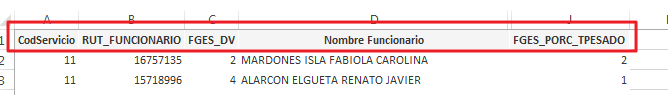 A B C D J
1 CodServicio RUT_FUNCIONARIO FGES_DV Nombre Funcionario FGES_PORC_TPESADO
2 11 16757135 2 MARDONES ISLA FABIOLA CAROLINA 2
3 11 15718996 4 ALARCON ELGUETA RENATO JAVIER 1